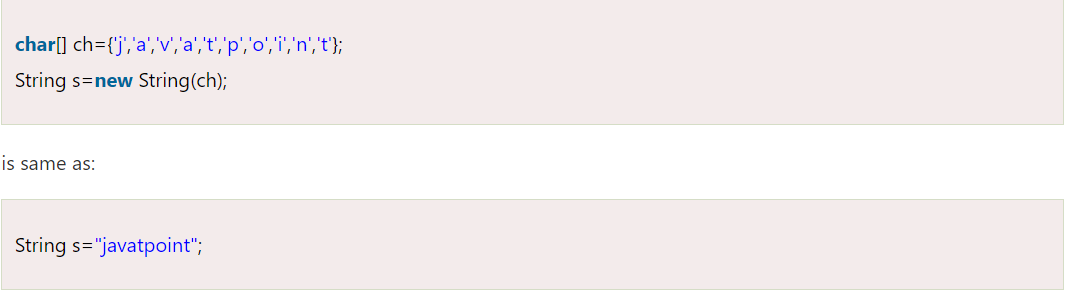 char[] ch={'j','a','v','a','t','p','o','i','n','t'};
String s=new String(ch);
is same as:
String s="javatpoint";